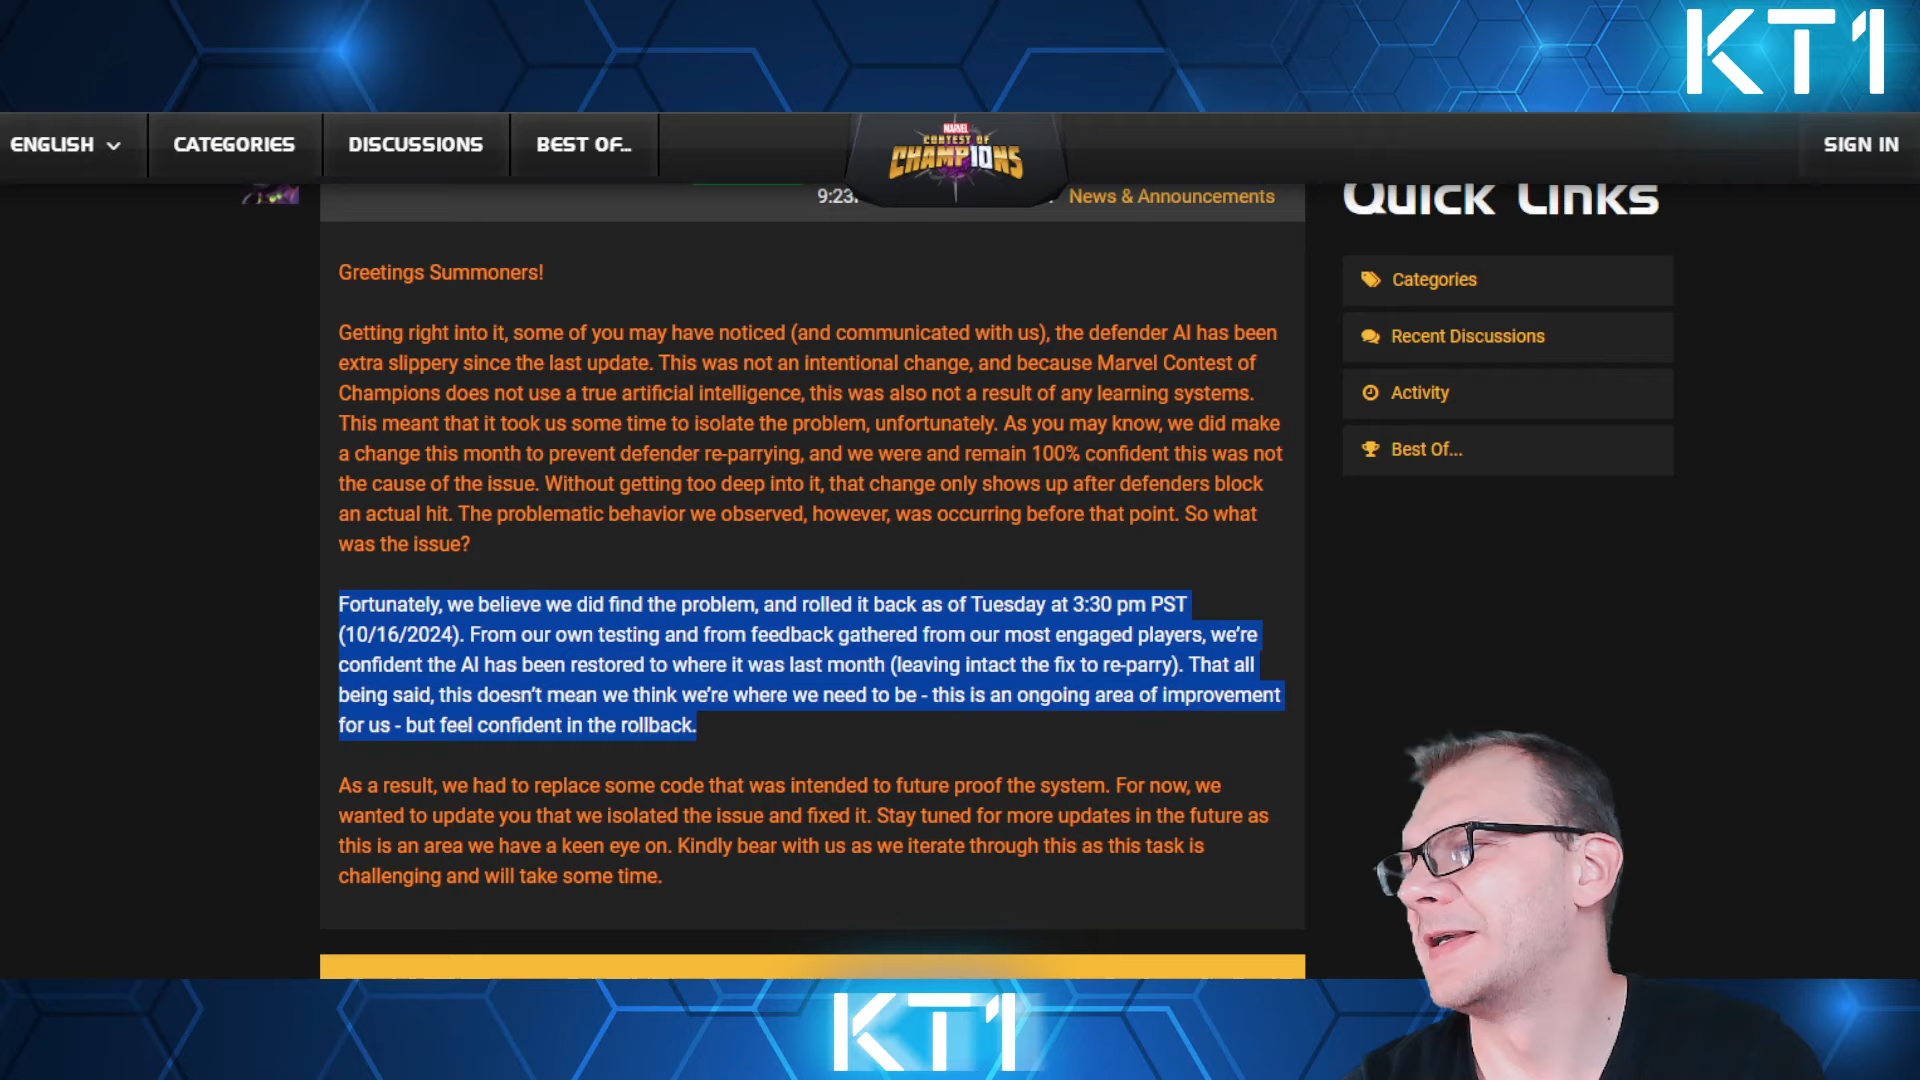 KT1
ENGLISH
CATEGORIES
DISCUSSIONS
BEST OF...
MARVEL
CONTEST OF
CHAMP10NS
SIGN IN
9:23
News & Announcements
Quick Links
Categories
Recent Discussions
Activity
Best Of...
Greetings Summoners!
Getting right into it, some of you may have noticed (and communicated with us), the defender AI has been
extra slippery since the last update. This was not an intentional change, and because Marvel Contest of
Champions does not use a true artificial intelligence, this was also not a result of any learning systems.
This meant that it took us some time to isolate the problem, unfortunately. As you may know, we did make
a change this month to prevent defender re-parrying, and we were and remain 100% confident this was not
the cause of the issue. Without getting too deep into it, that change only shows up after defenders block
an actual hit. The problematic behavior we observed, however, was occurring before that point. So what
was the issue?
Fortunately, we believe we did find the problem, and rolled it back as of Tuesday at 3:30 pm PST
(10/16/2024). From our own testing and from feedback gathered from our most engaged players, we're
confident the AI has been restored to where it was last month (leaving intact the fix to re-parry). That all
being said, this doesn't mean we think we're where we need to be - this is an ongoing area of improvement
for us - but feel confident in the rollback.
As a result, we had to replace some code that was intended to future proof the system. For now, we
wanted to update you that we isolated the issue and fixed it. Stay tuned for more updates in the future as
this is an area we have a keen eye on. Kindly bear with us as we iterate through this as this task is
challenging and will take some time.
KT1